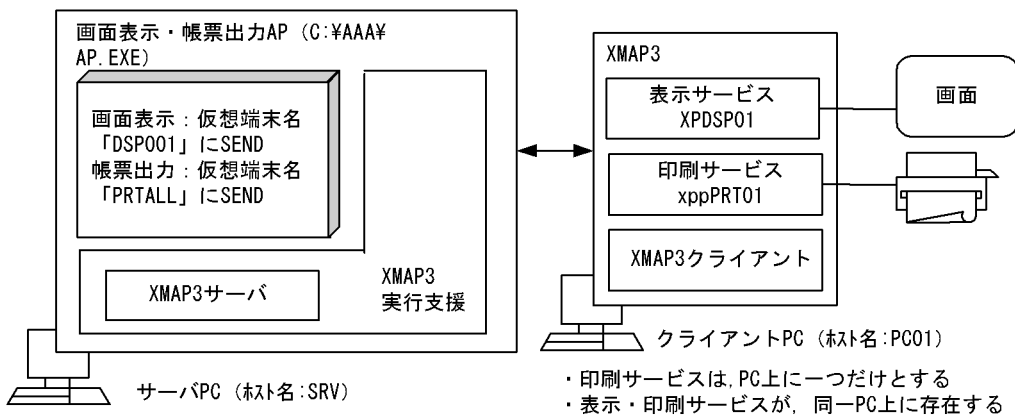 画面表示・帳票出力AP (C:¥AAA¥
AP.EXE)
画面表示：仮想端末名
「DSP001」にSEND
帳票出力：仮想端末名
「PRTALL」にSEND
XMAP3サーバ
XMAP3
実行支援
サーバPC (ホスト名:SRV)
XMAP3
表示サービス
XPDSP01
印刷サービス
xppPRT01
XMAP3クライアント
画面
クライアントPC (ホスト名:PC01)
・印刷サービスは,PC上に一つだけとする
・表示・印刷サービスが，同一PC上に存在する